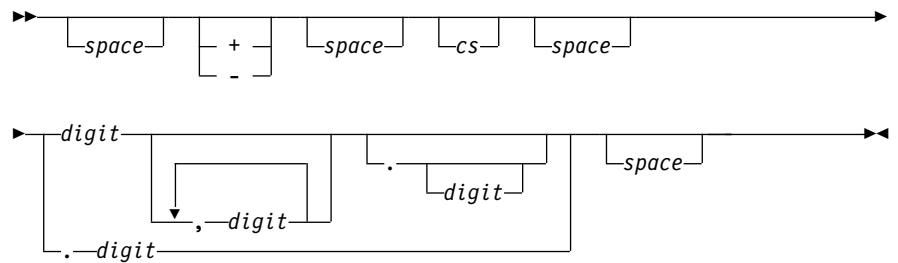 +
space space cs space
-
digit
. space
digit
, digit
. digit